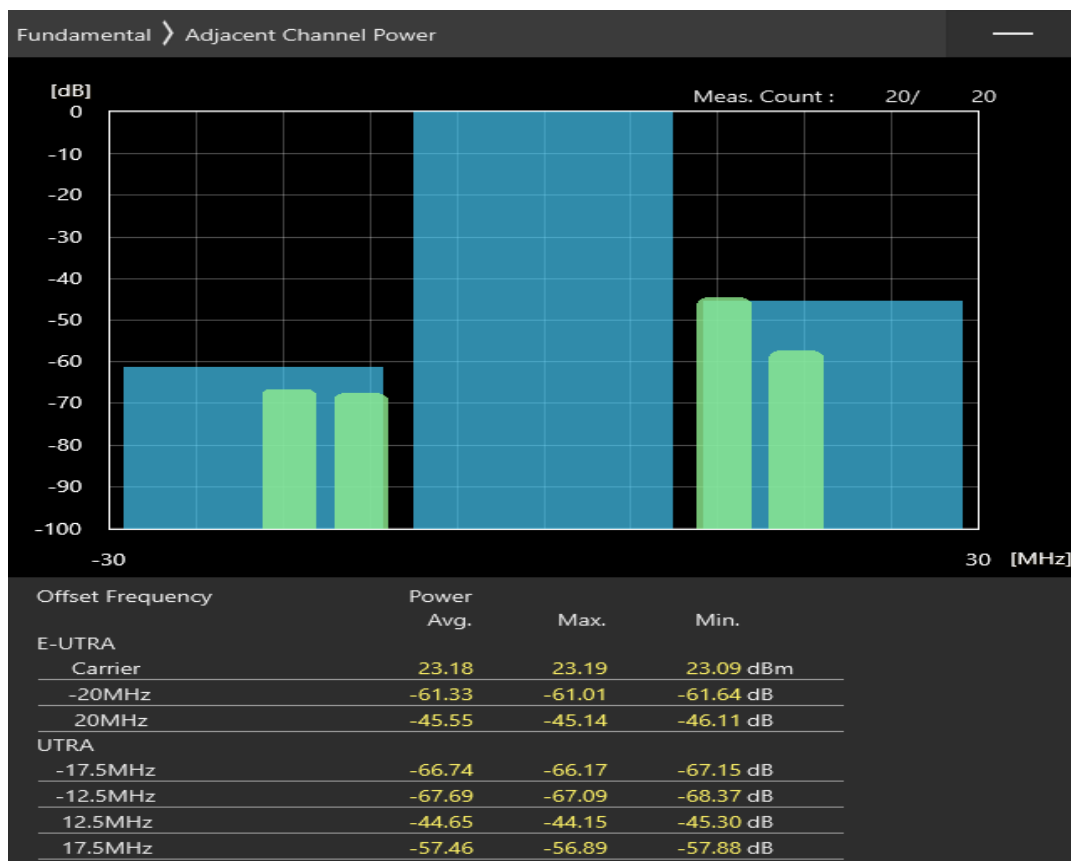 Fundamental ❯ Adjacent Channel Power
[dB]
Meas. Count : 20/ 20
0
-10
-20
-30
-40
-50
-60
-70
-80
-90
-100
-30 30 [MHz]
Offset Frequency Power
Avg. Max. Min.
E-UTRA
Carrier 23.18 23.19 23.09 dBm
-20MHz -61.33 -61.01 -61.64 dB
20MHz -45.55 -45.14 -46.11 dB
UTRA
-17.5MHz -66.74 -66.17 -67.15 dB
-12.5MHz -67.69 -67.09 -68.37 dB
12.5MHz -44.65 -44.15 -45.30 dB
17.5MHz -57.46 -56.89 -57.88 dB